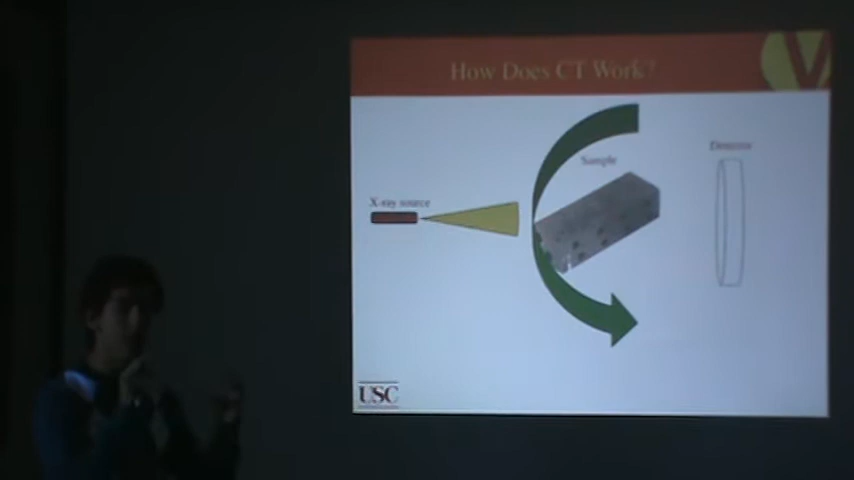 How Does CT Work?
Sample
Detector
X-ray source
USC